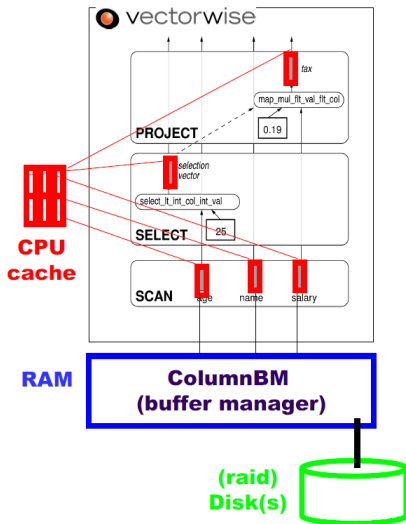 vectorwise
tax
map_mul_flt_val_flt_col
0.19
PROJECT
selection
vector
select_lt_int_col_int_val
25
SELECT
CPU
cache
age name salary
SCAN
RAM
ColumnBM
(buffer manager)
(raid)
Disk(s)